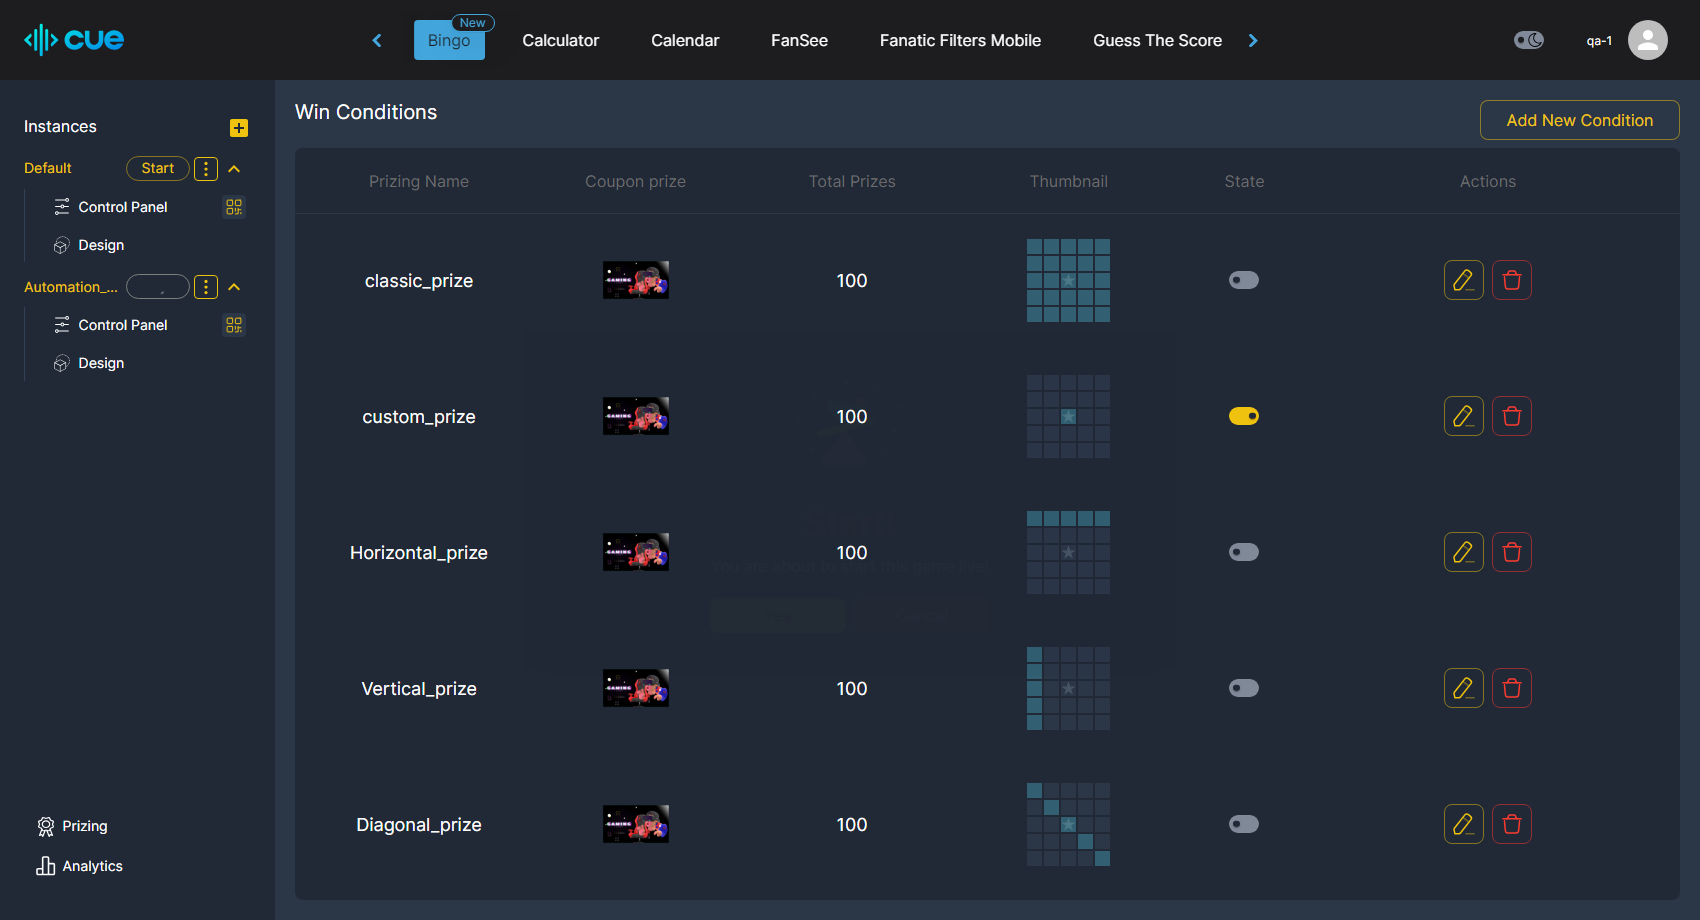 cue
New
Bingo
Calculator
Calendar
FanSee
Fanatic Filters Mobile
Guess The Score
qa-1
Instances
Default
Start
Control Panel
Design
Automation_...
Control Panel
Design
Prizing
Analytics
Win Conditions
Add New Condition
Prizing Name Coupon prize Total Prizes Thumbnail State Actions
classic_prize GAMING 100
custom_prize GAMING 100
Horizontal_prize GAMING 100
Vertical_prize GAMING 100
Diagonal_prize GAMING 100